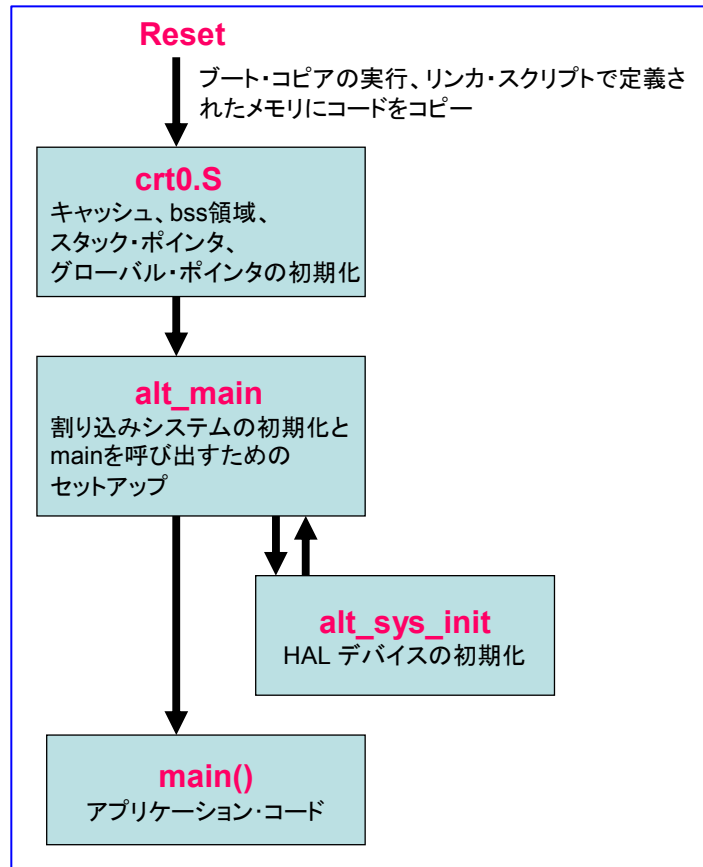 Reset
ブート・コピアの実行、リンカ・スクリプトで定義さ
れたメモリにコードをコピー
crt0.S
キャッシュ、bss領域、
スタック・ポインタ、
グローバル・ポインタの初期化
alt_main
割り込みシステムの初期化と
mainを呼び出すための
セットアップ
alt_sys_init
HAL デバイスの初期化
main()
アプリケーション・コード